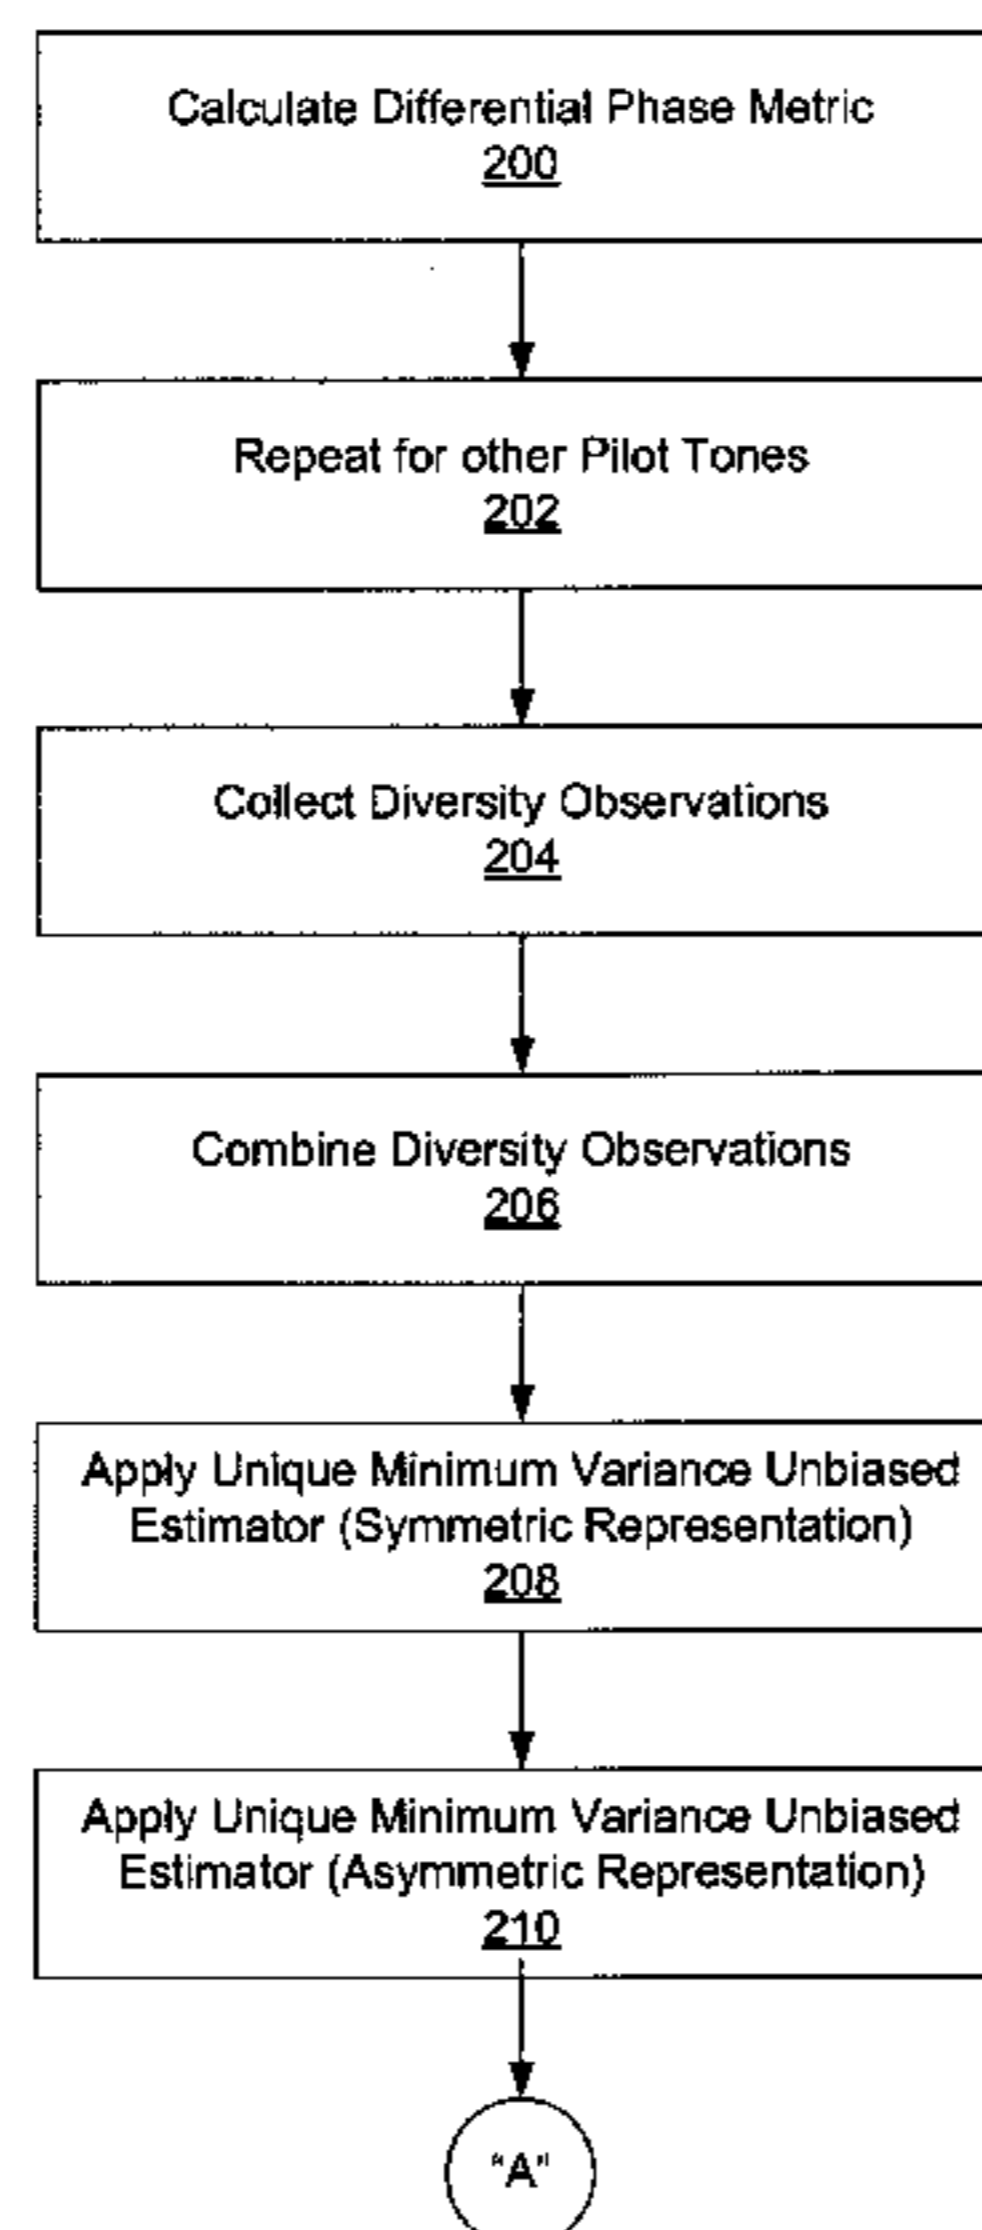 Calculate Differential Phase Metric
200
Repeat for other Pilot Tones
202
Collect Diversity Observations
204
Combine Diversity Observations
206
Apply Unique Minimum Variance Unbiased
Estimator (Symmetric Representation)
208
Apply Unique Minimum Variance Unbiased
Estimator (Asymmetric Representation)
210
"A"